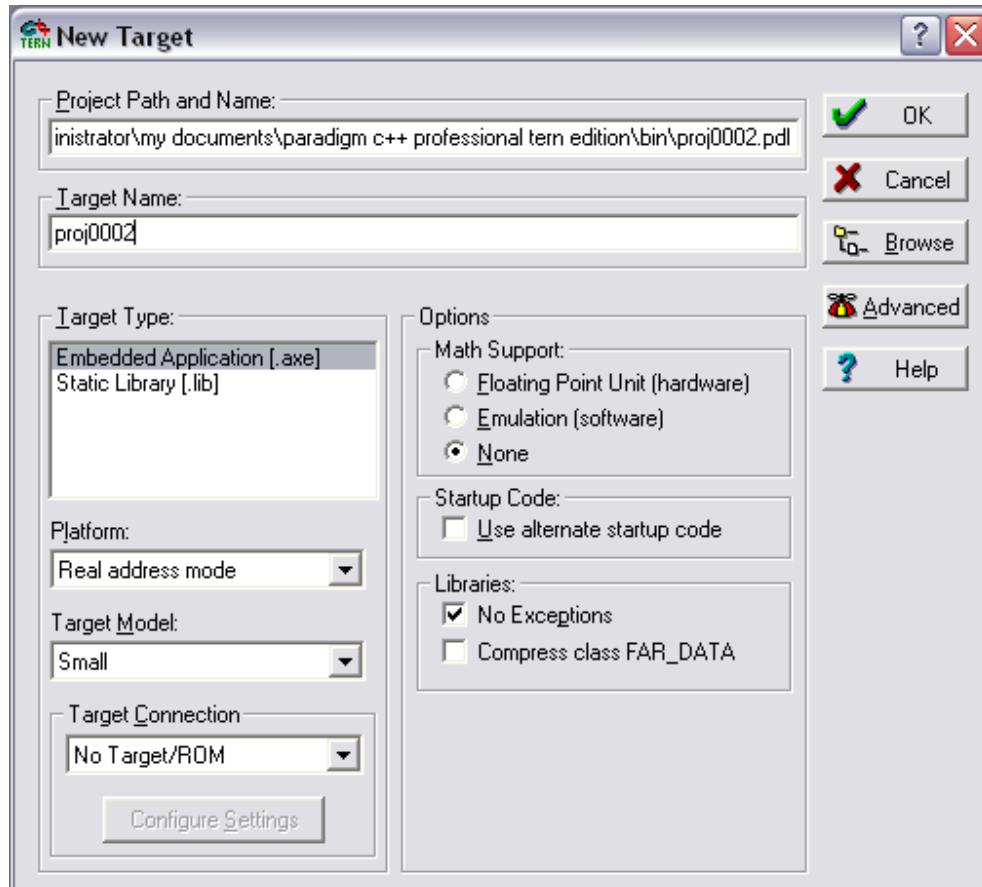 TERN New Target
Project Path and Name:
inistrator\my documents\paradigm c++ professional tern edition\bin\proj0002.pdl
Target Name:
proj0002
Target Type:
Embedded Application [.axe]
Static Library [.lib]
Platform:
Real address mode
Target Model:
Small
Target Connection
No Target/ROM
Configure Settings
Options
Math Support:
Floating Point Unit (hardware)
Emulation (software)
None
Startup Code:
Use alternate startup code
Libraries:
No Exceptions
Compress class FAR_DATA
OK
Cancel
Browse
Advanced
Help